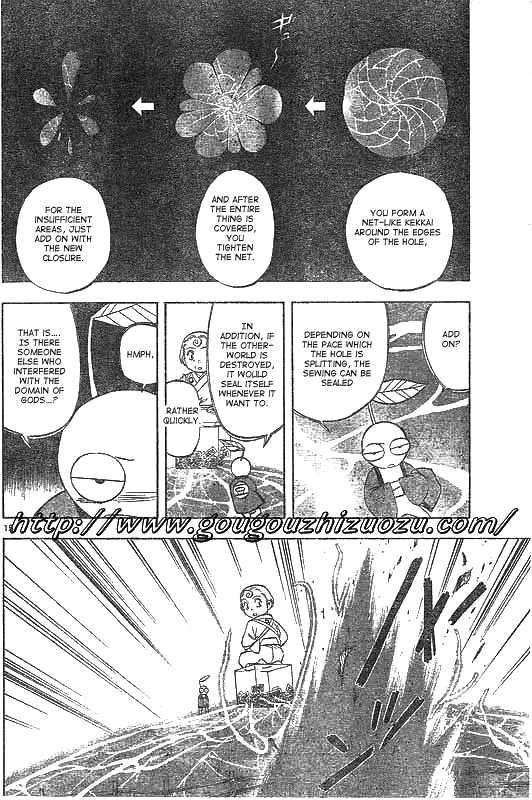 YOU FORM A
NET-LIKE KEKKAI
AROUND THE EDGES
OF THE HOLE,
AND AFTER
THE ENTIRE
THING IS
COVERED,
YOU
TIGHTEN
THE NET.
FOR THE
INSUFFICIENT
AREAS, JUST
ADD ON WITH
THE NEW
CLOSURE.
ADD
ON?
DEPENDING ON
THE PACE WHICH
THE HOLE IS
SPLITTING, THE
SEWING CAN BE
SEALED
RATHER
QUICKLY.
IN
ADDITION, IF
THE OTHER-
WORLD IS
DESTROYED,
IT WOULD
SEAL ITSELF
WHENEVER IT
WANT TO.
HMPH,
THAT IS....
IS THERE
SOMEONE
ELSE WHO
INTERFERED
WITH THE
DOMAIN OF
GODS...?
http://www.gougouzhizuozu.com/